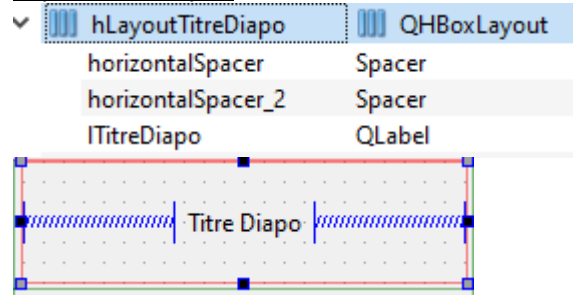 hLayoutTitreDiapo QHBoxLayout
horizontalSpacer Spacer
horizontalSpacer_2 Spacer
lTitreDiapo QLabel
Titre Diapo